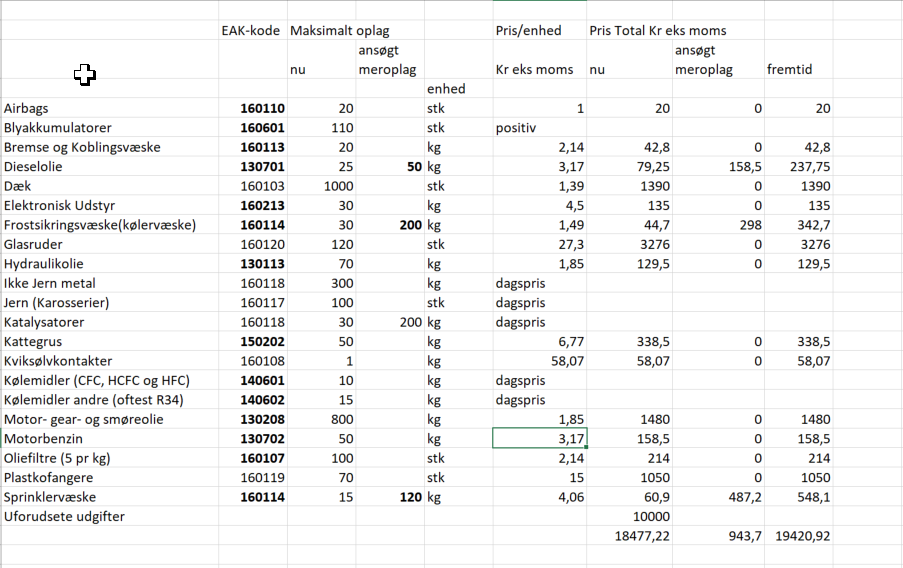 EAK-kode Maksimalt oplag Pris/enhed Pris Total Kr eks moms
nu ansøgt meroplag Kr eks moms nu ansøgt meroplag fremtid
enhed
Airbags 160110 20 stk 1 20 0 20
Blyakkumulatorer 160601 110 stk positiv
Bremse og Koblingsvæske 160113 20 kg 2,14 42,8 0 42,8
Dieselolie 130701 25 50 kg 3,17 79,25 158,5 237,75
Dæk 160103 1000 stk 1,39 1390 0 1390
Elektronisk Udstyr 160213 30 kg 4,5 135 0 135
Frostsikringsvæske(kølervæske) 160114 30 200 kg 1,49 44,7 298 342,7
Glasruder 160120 120 stk 27,3 3276 0 3276
Hydraulikolie 130113 70 kg 1,85 129,5 0 129,5
Ikke Jern metal 160118 300 kg dagspris
Jern (Karosserier) 160117 100 stk dagspris
Katalysatorer 160118 30 200 kg dagspris
Kattegrus 150202 50 kg 6,77 338,5 0 338,5
Kviksølvkontakter 160108 1 kg 58,07 58,07 0 58,07
Kølemidler (CFC, HCFC og HFC) 140601 10 kg dagspris
Kølemidler andre (oftest R34) 140602 15 kg dagspris
Motor- gear- og smøreolie 130208 800 kg 1,85 1480 0 1480
Motorbenzin 130702 50 kg 3,17 158,5 0 158,5
Oliefiltre (5 pr kg) 160107 100 stk 2,14 214 0 214
Plastkofangere 160119 70 stk 15 1050 0 1050
Sprinklervæske 160114 15 120 kg 4,06 60,9 487,2 548,1
Uforudsete udgifter 10000
18477,22 943,7 19420,92